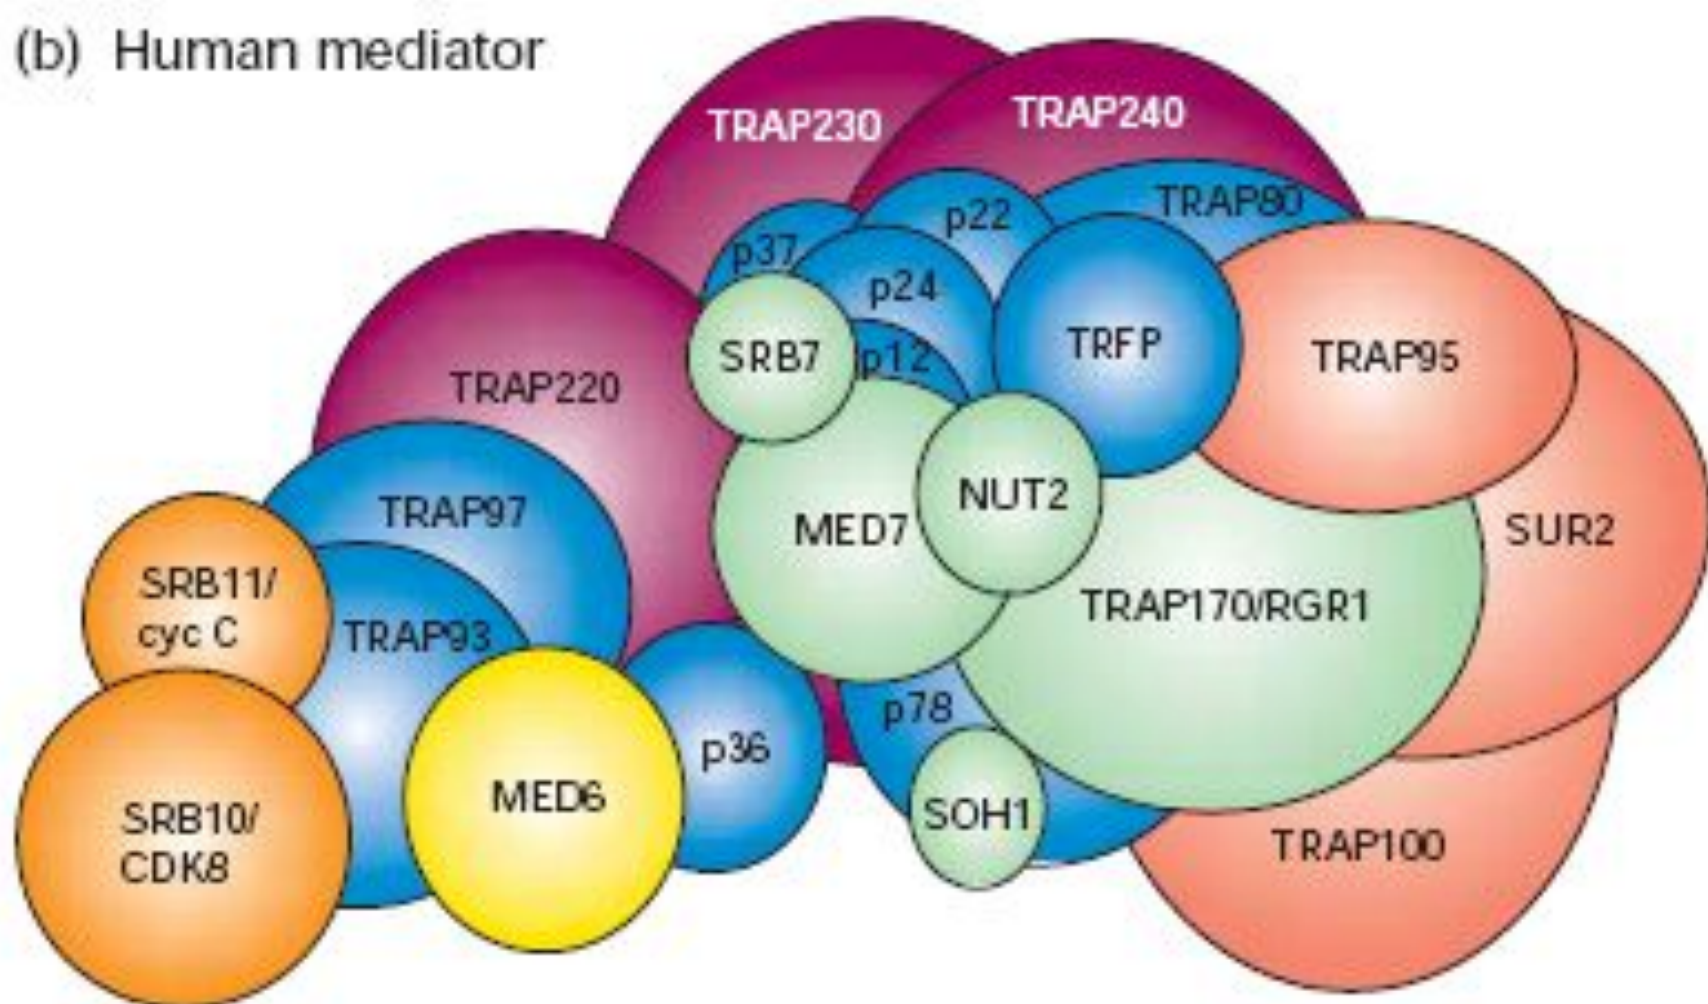 (b) Human mediator
TRAP230
TRAP240
TRAP80
p22
p37
p24
TRFP
SRB7
p12
TRAP95
TRAP220
NUT2
TRAP97
MED7
SUR2
SRB11/
cyc C
TRAP170/RGR1
TRAP93
p78
p36
MED6
SOH1
SRB10/
CDK8
TRAP100